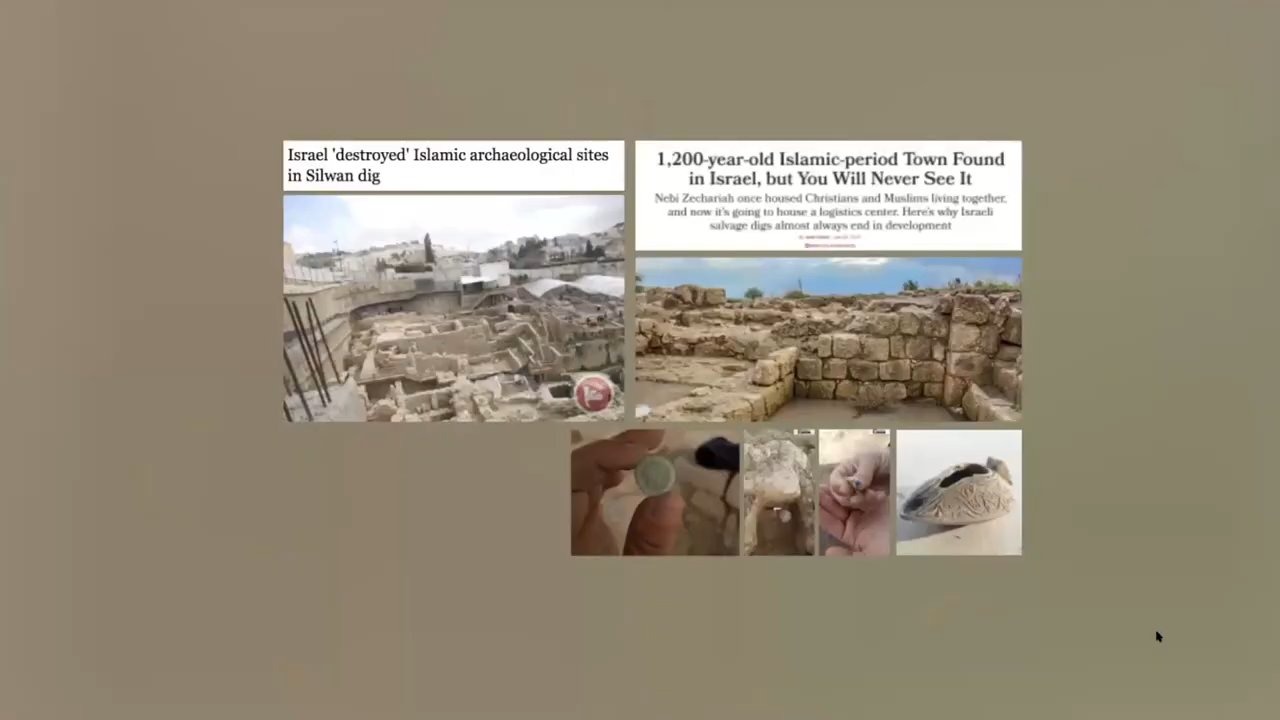 Israel 'destroyed' Islamic archaeological sites
in Silwan dig
1,200-year-old Islamic-period Town Found
in Israel, but You Will Never See It
Nebi Zechariah once housed Christians and Muslims living together,
and now it's going to house a logistics center. Here's why Israeli
salvage digs almost always end in development